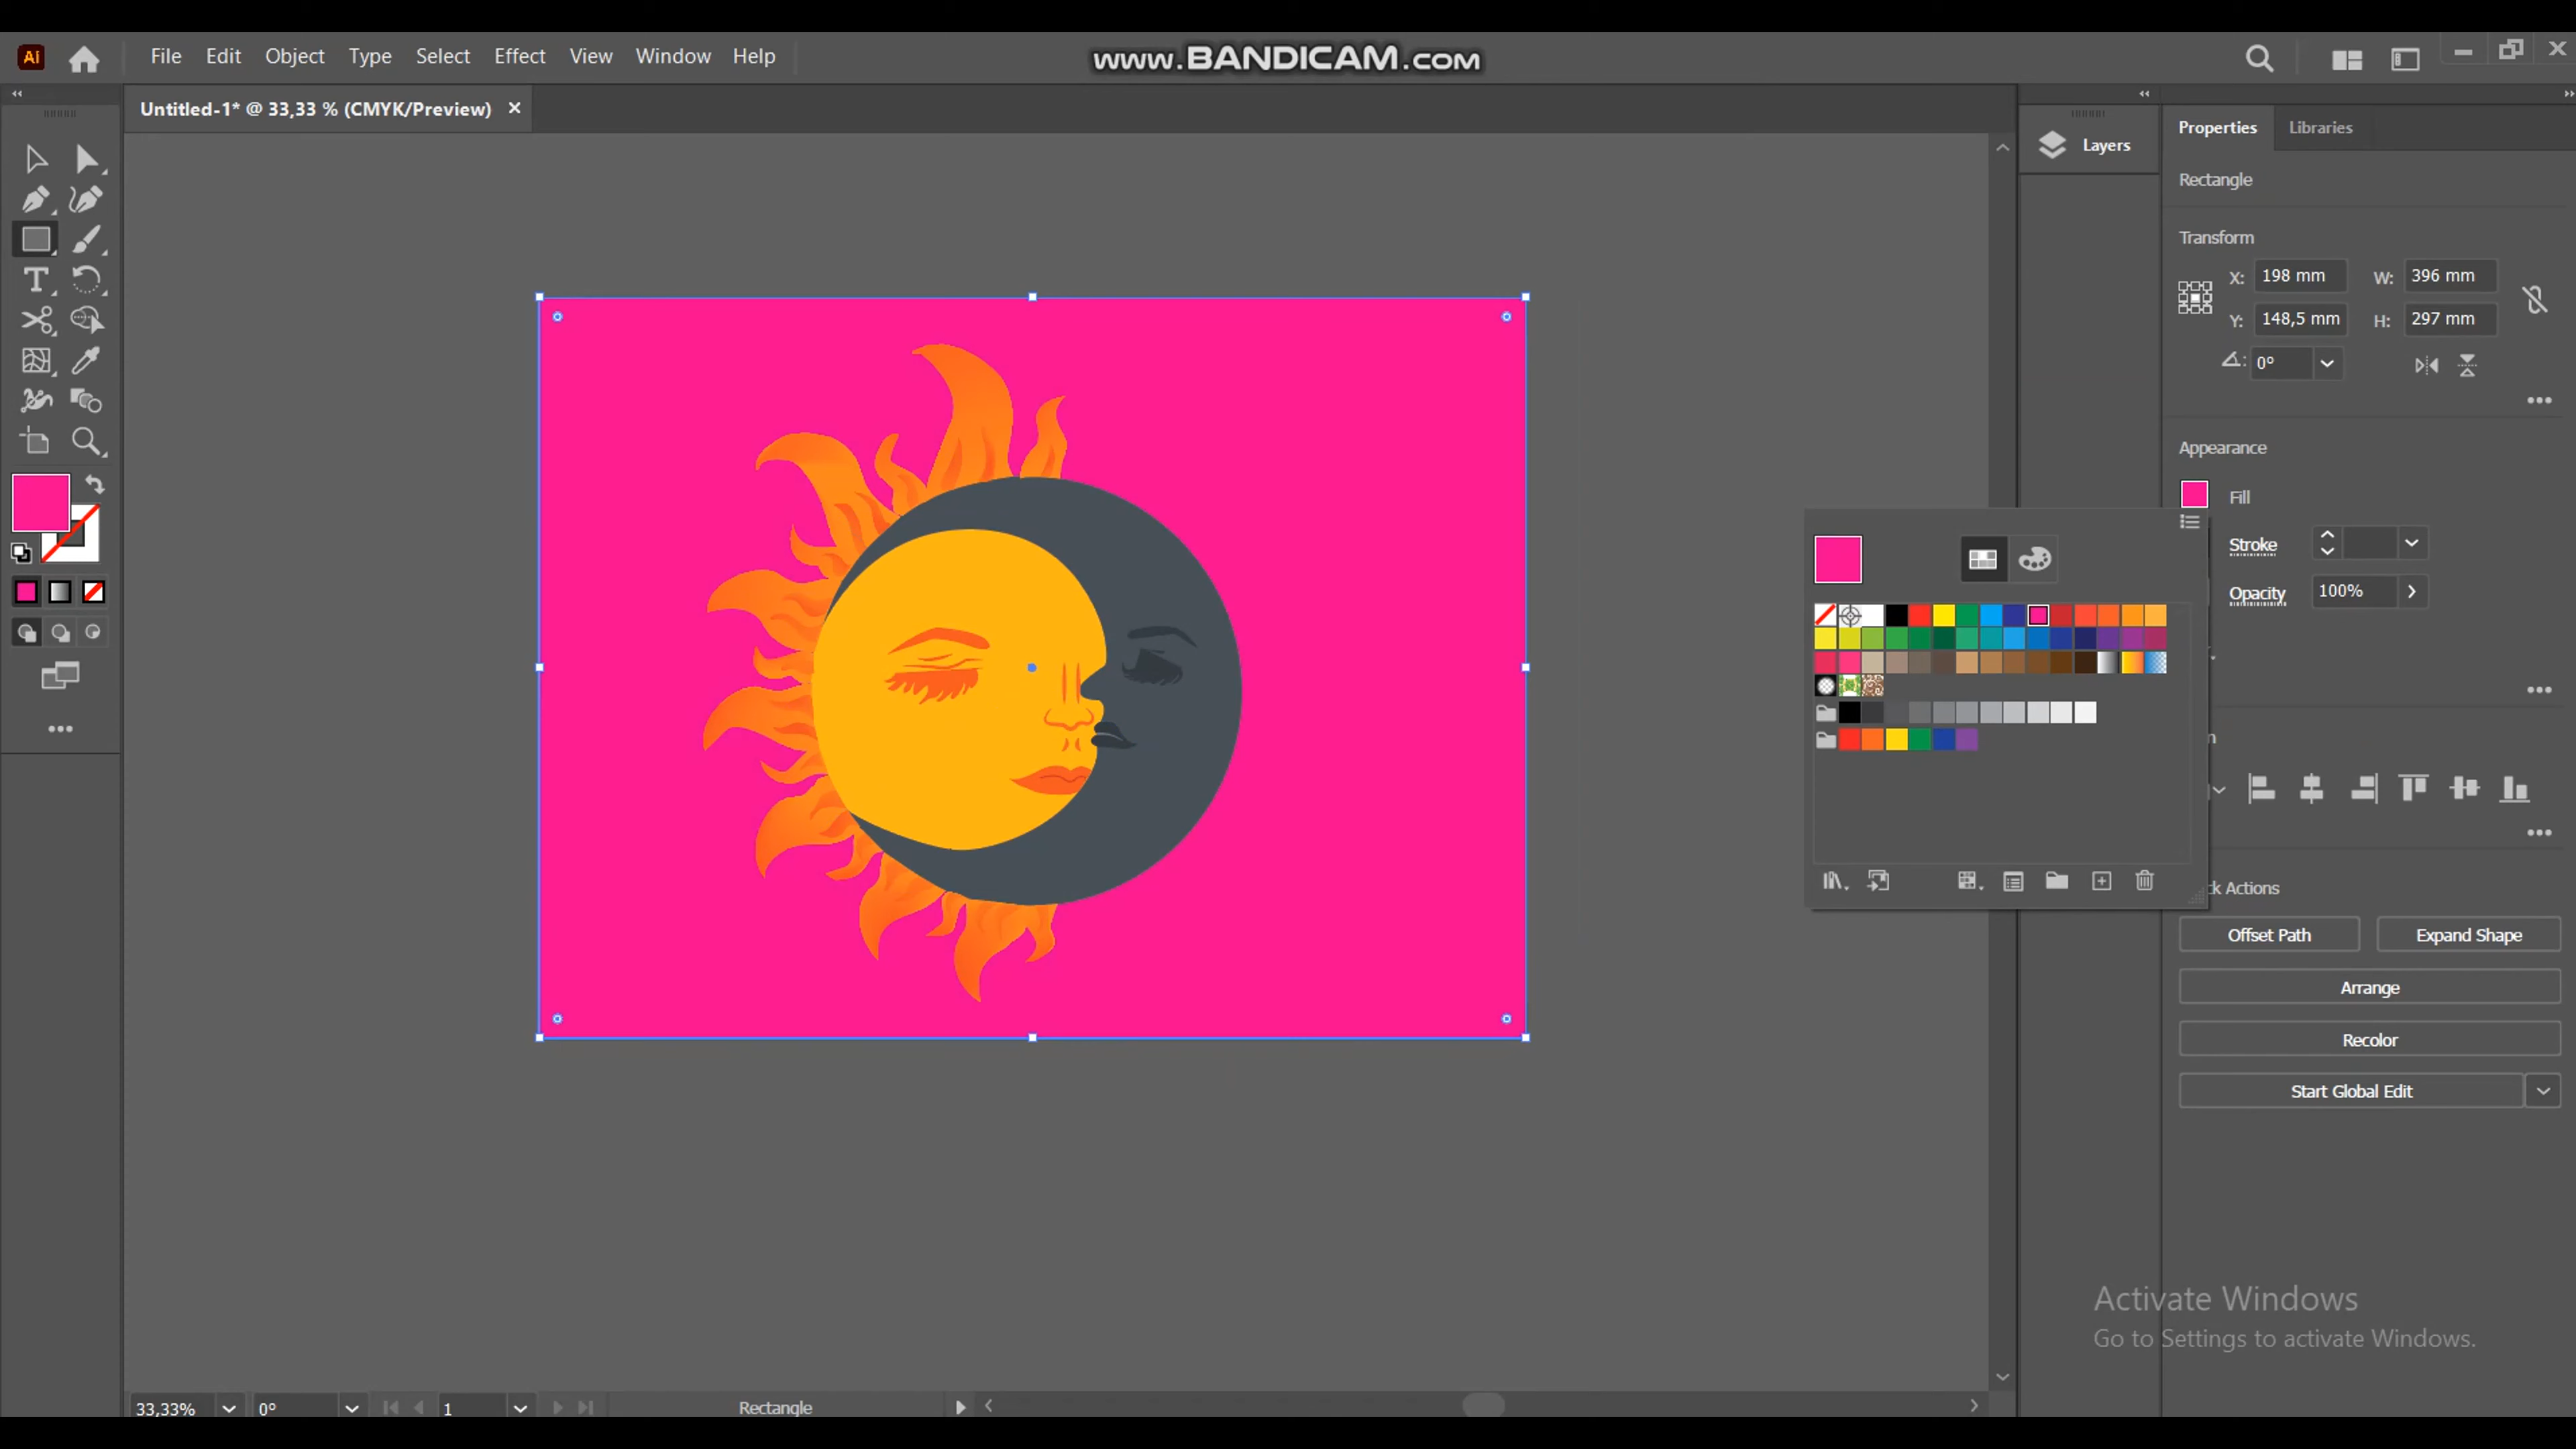 www.BANDICAM.com
Ai File Edit Object Type Select Effect View Window Help
Untitled-1* @ 33,33 % (CMYK/Preview) ×
Layers
Properties Libraries
Rectangle
Transform
X: 198 mm W: 396 mm
Y: 148,5 mm H: 297 mm
0°
Appearance
Fill
Stroke
Opacity 100%
ck Actions
Offset Path Expand Shape
Arrange
Recolor
Start Global Edit
Activate Windows
Go to Settings to activate Windows.
33,33% 0° 1 Rectangle